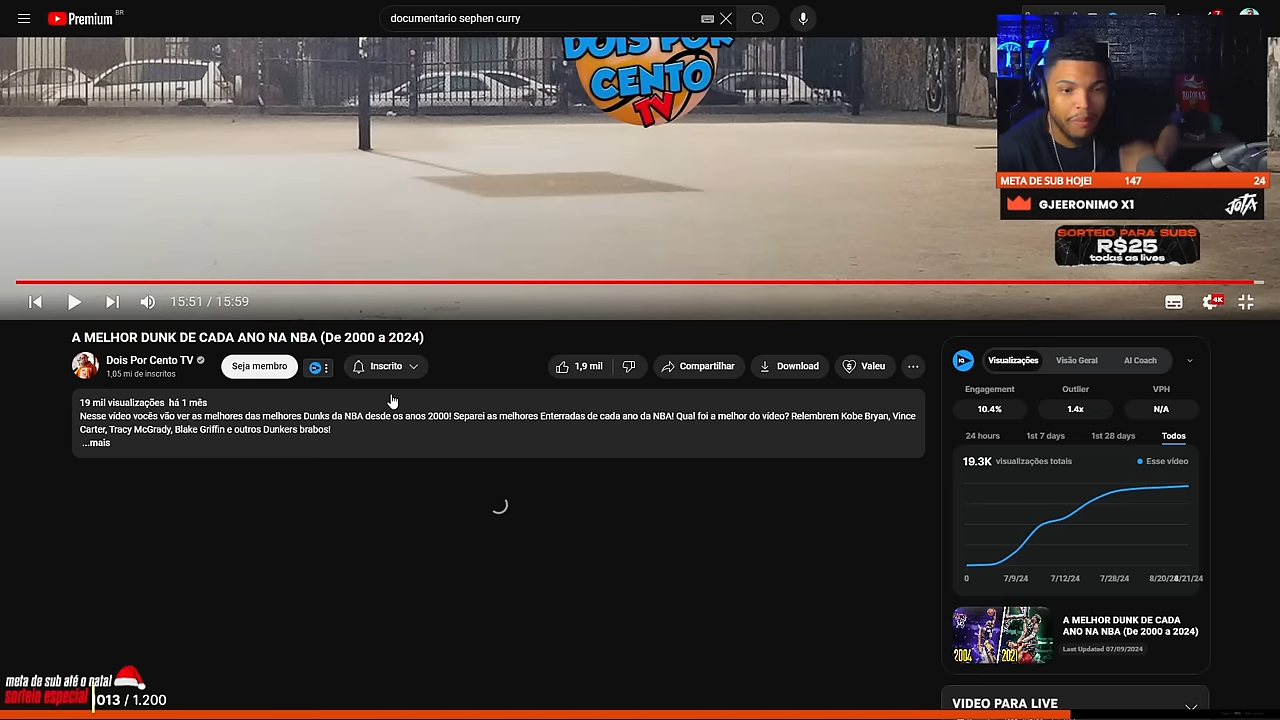 Premium BR
documentario sephen curry
DOIS POR
CENTO
TV
META DE SUB HOJE! 147 24
GJEERONIMO X1
JOTA
SORTEIO PARA SUBS
R$25
todas as lives
15:51 / 15:59
4K
A MELHOR DUNK DE CADA ANO NA NBA (De 2000 a 2024)
Dois Por Cento TV
1,05 mi de inscritos
Seja membro
Inscrito
1,9 mil
Compartilhar
Download
Valeu
19 mil visualizações há 1 mês
Nesse vídeo vocês vão ver as melhores das melhores Dunks da NBA desde os anos 2000! Separei as melhores Enterradas de cada ano da NBA! Qual foi a melhor do vídeo? Relembrem Kobe Bryan, Vince
Carter, Tracy McGrady, Blake Griffin e outros Dunkers brabos!
...mais
Visualizações Visão Geral AI Coach
Engagement Outlier VPH
10.4% 1.4x N/A
24 hours 1st 7 days 1st 28 days Todos
19.3K visualizações totais Esse vídeo
0 7/9/24 7/12/24 7/28/24
2004 2021
A MELHOR DUNK DE CADA
ANO NA NBA (De 2000 a 2024)
Last Updated 07/09/2024
VIDEO PARA LIVE
meta de sub até o natal
sorteio especial
013 / 1.200